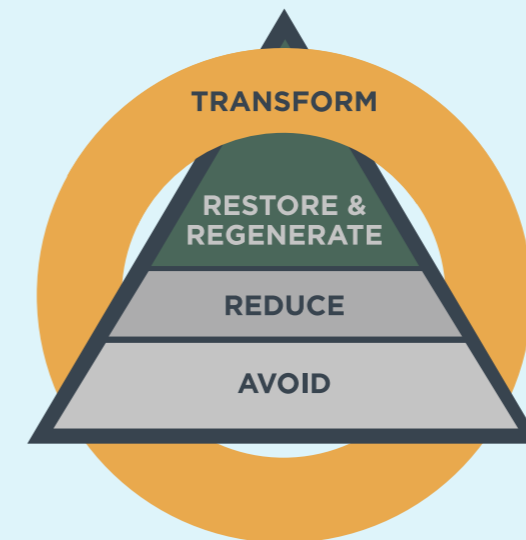 TRANSFORM
RESTORE &
REGENERATE
REDUCE
AVOID